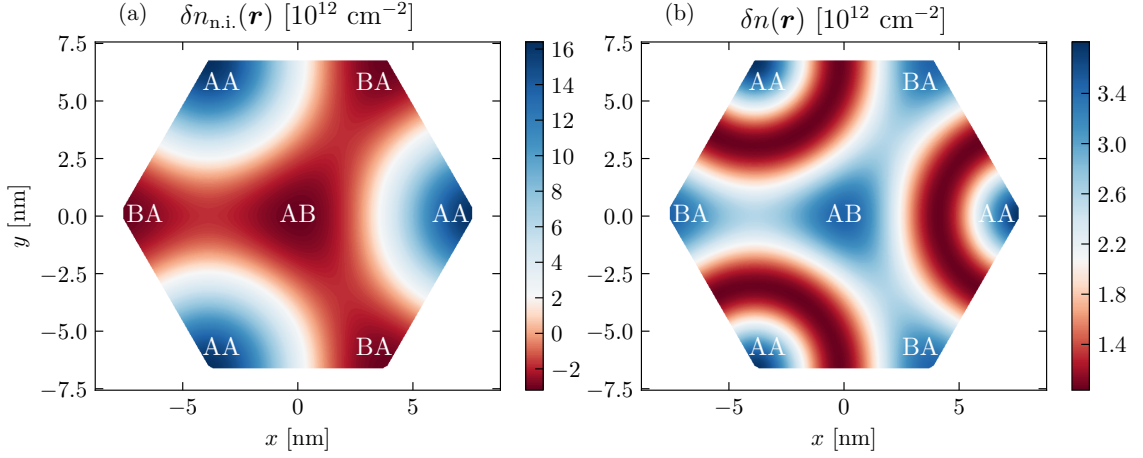 (a) δn_{n.i.}(r) [10^{12} cm^{−2}]
7.5
5.0
2.5
0.0
−2.5
−5.0
−7.5
y [nm]
−5 0 5
x [nm]
AA BA
BA AB AA
AA BA
16
14
12
10
8
6
4
2
0
−2
(b) δn(r) [10^{12} cm^{−2}]
7.5
5.0
2.5
0.0
−2.5
−5.0
−7.5
−5 0 5
x [nm]
AA BA
BA AB AA
AA BA
3.4
3.0
2.6
2.2
1.8
1.4